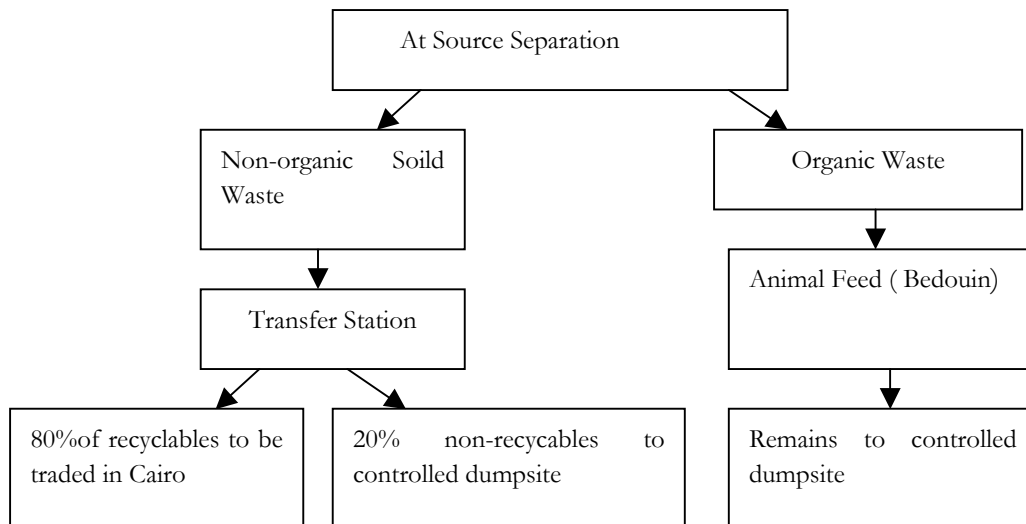 At Source Separation
Non-organic Soild
Waste
Organic Waste
Animal Feed ( Bedouin)
Transfer Station
80%of recyclables to be
traded in Cairo
20% non-recycables to
controlled dumpsite
Remains to controlled
dumpsite